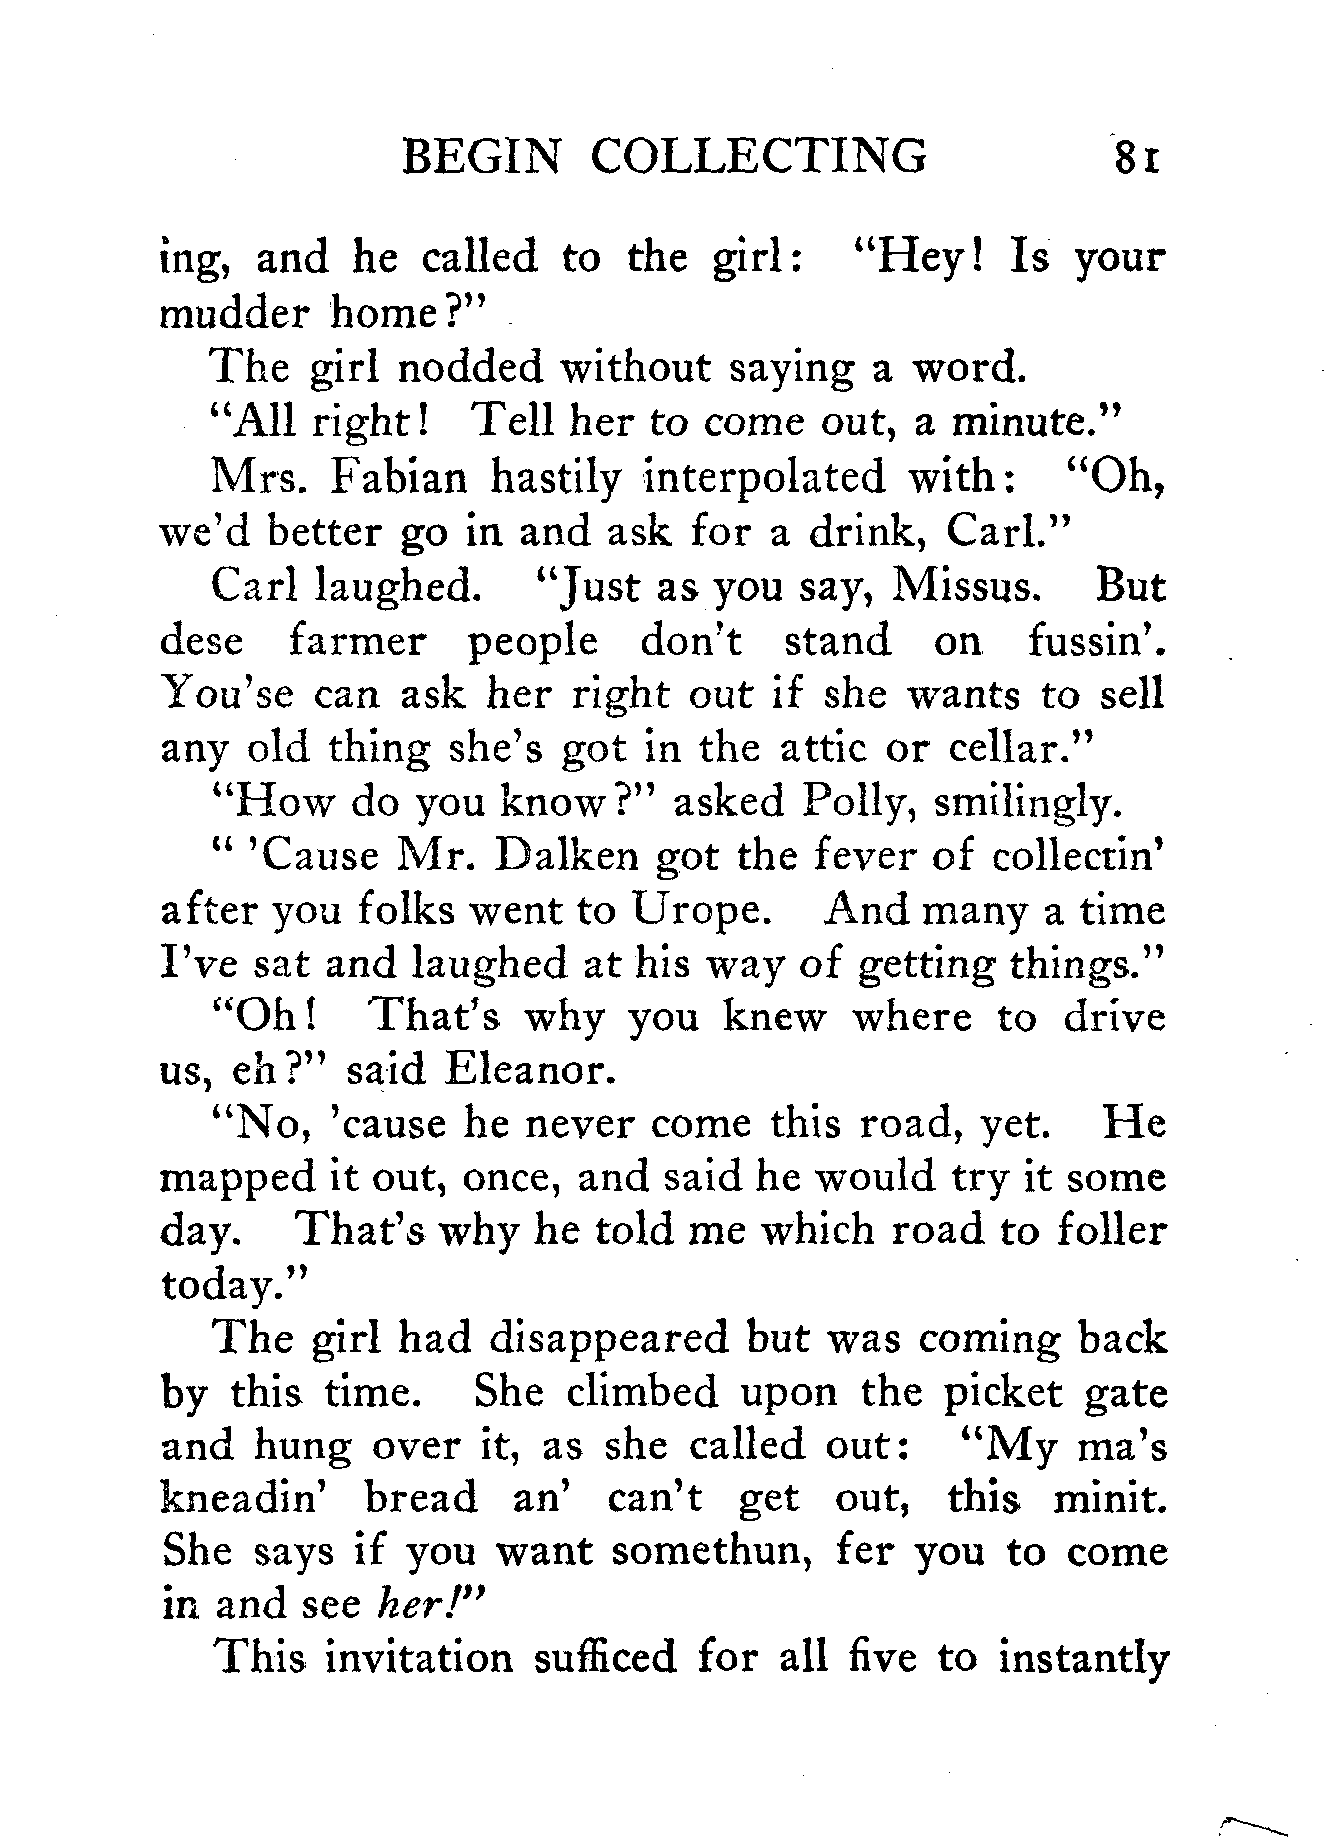 BEGIN COLLECTING 81
ing, and he called to the girl: “Hey! Is your
mudder home?”
The girl nodded without saying a word.
“All right! Tell her to come out, a minute.”
Mrs. Fabian hastily interpolated with: “Oh,
we’d better go in and ask for a drink, Carl.”
Carl laughed. “Just as you say, Missus. But
dese farmer people don’t stand on fussin’.
You’se can ask her right out if she wants to sell
any old thing she’s got in the attic or cellar.”
“How do you know?” asked Polly, smilingly.
“ ’Cause Mr. Dalken got the fever of collectin’
after you folks went to Urope. And many a time
I’ve sat and laughed at his way of getting things.”
“Oh! That’s why you knew where to drive
us, eh?” said Eleanor.
“No, ’cause he never come this road, yet. He
mapped it out, once, and said he would try it some
day. That’s why he told me which road to foller
today.”
The girl had disappeared but was coming back
by this time. She climbed upon the picket gate
and hung over it, as she called out: “My ma’s
kneadin’ bread an’ can’t get out, this minit.
She says if you want somethun, fer you to come
in and see her!”
This invitation sufficed for all five to instantly